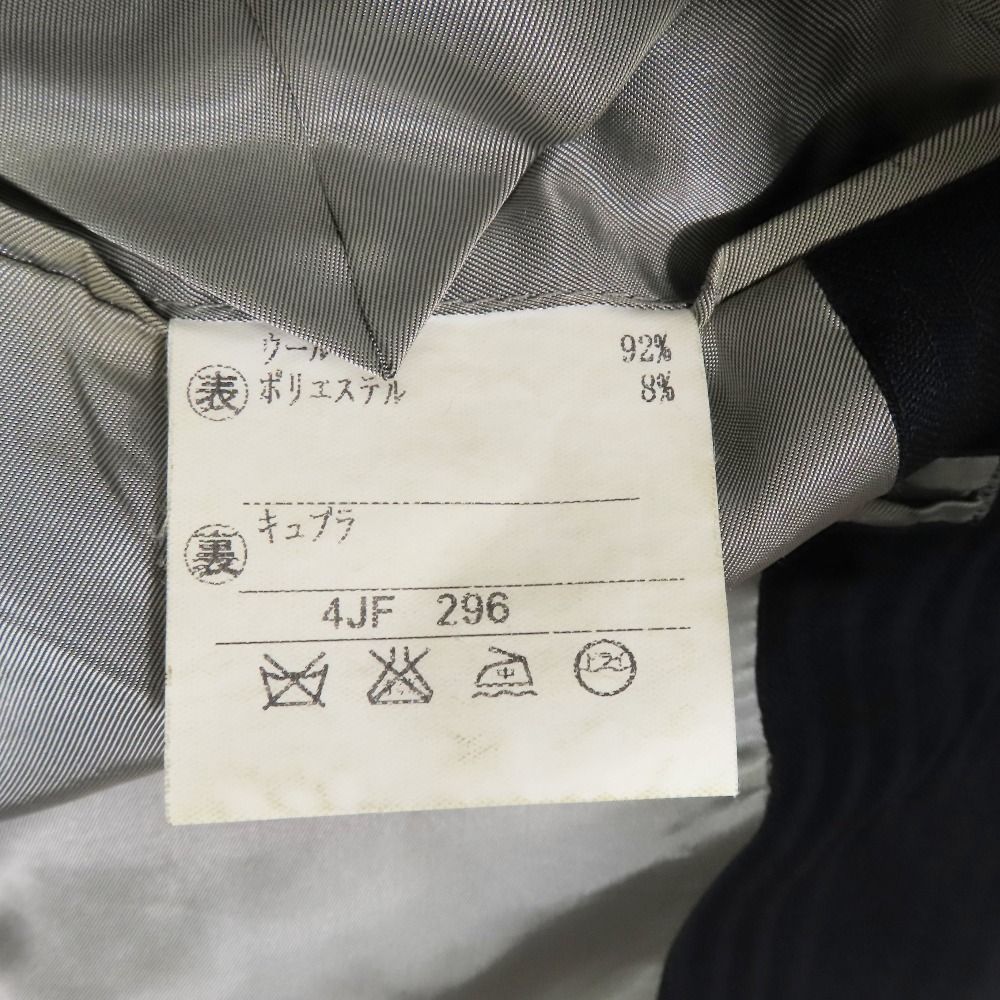 ウール 92%
表 ポリエステル 8%
裏 キュプラ
4JF 296
中 ドライ